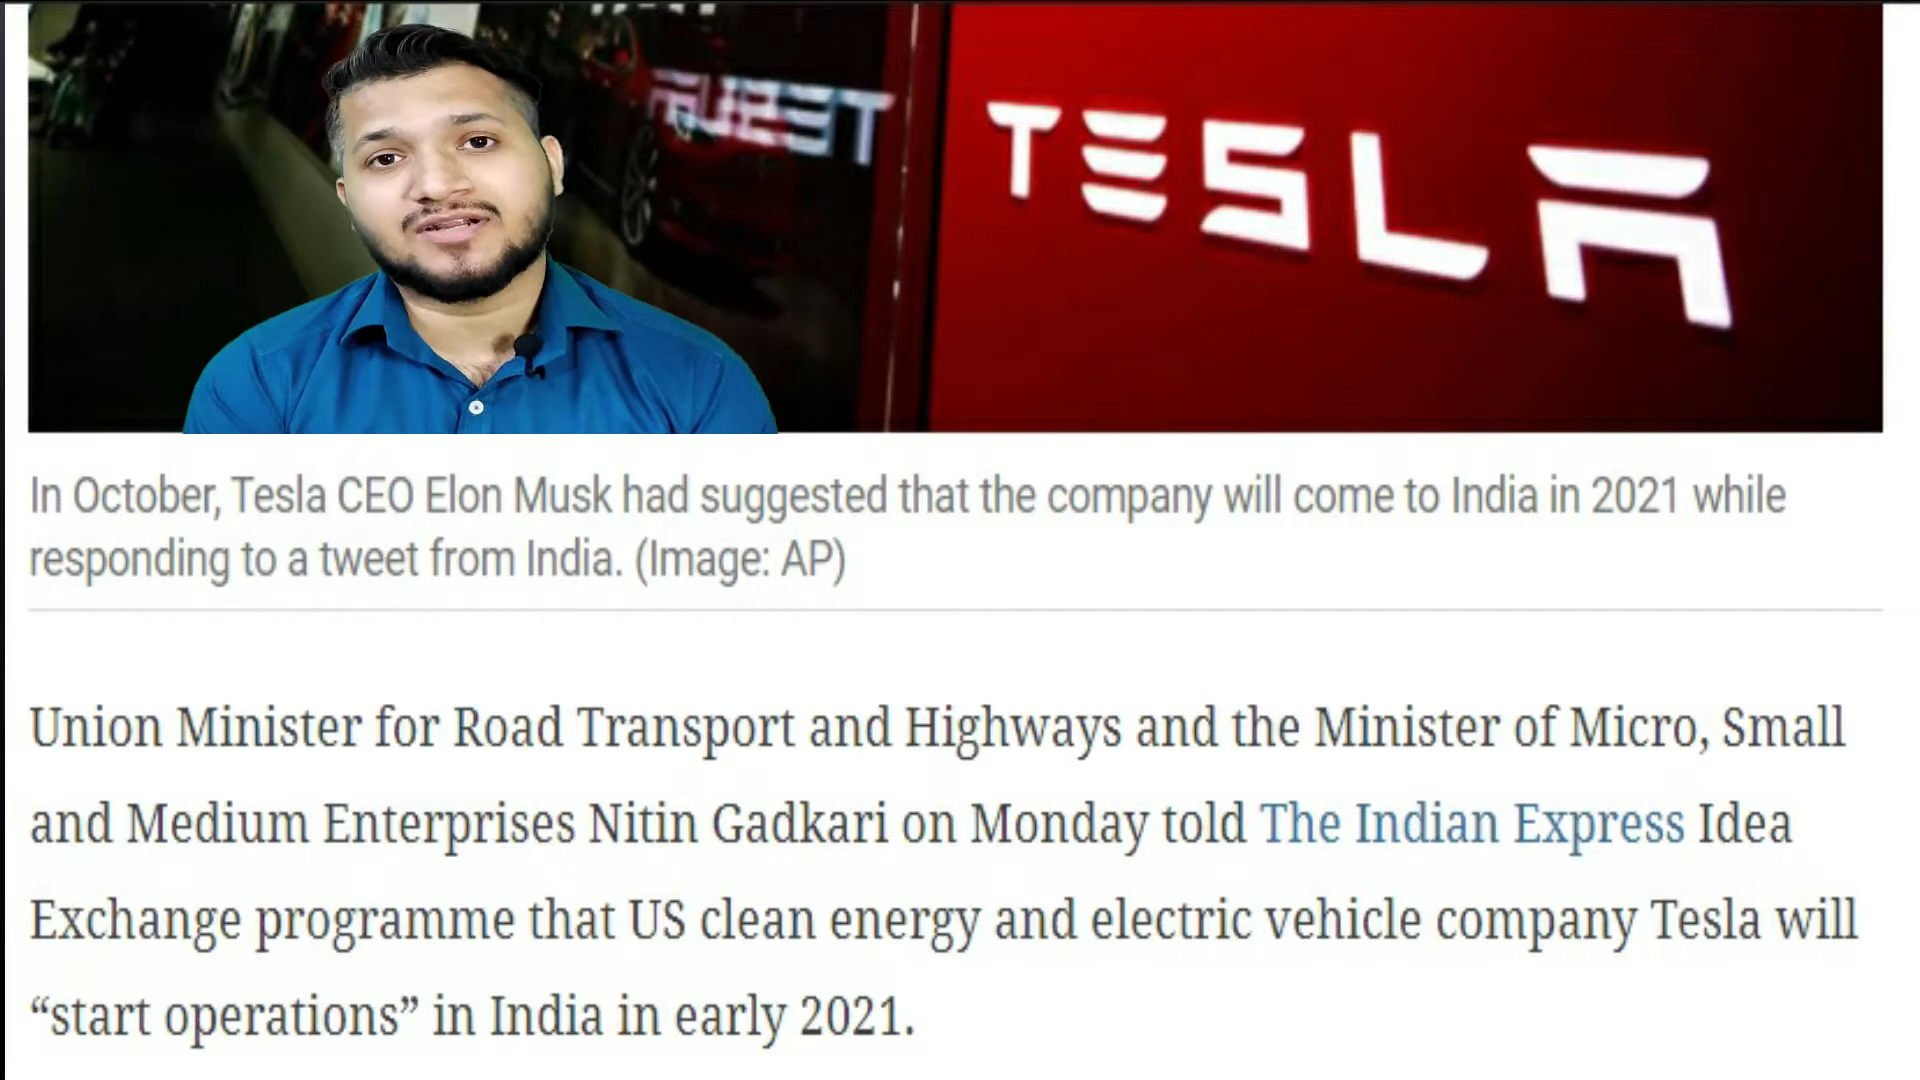 TESLA
In October, Tesla CEO Elon Musk had suggested that the company will come to India in 2021 while
responding to a tweet from India. (Image: AP)
Union Minister for Road Transport and Highways and the Minister of Micro, Small
and Medium Enterprises Nitin Gadkari on Monday told The Indian Express Idea
Exchange programme that US clean energy and electric vehicle company Tesla will
“start operations” in India in early 2021.